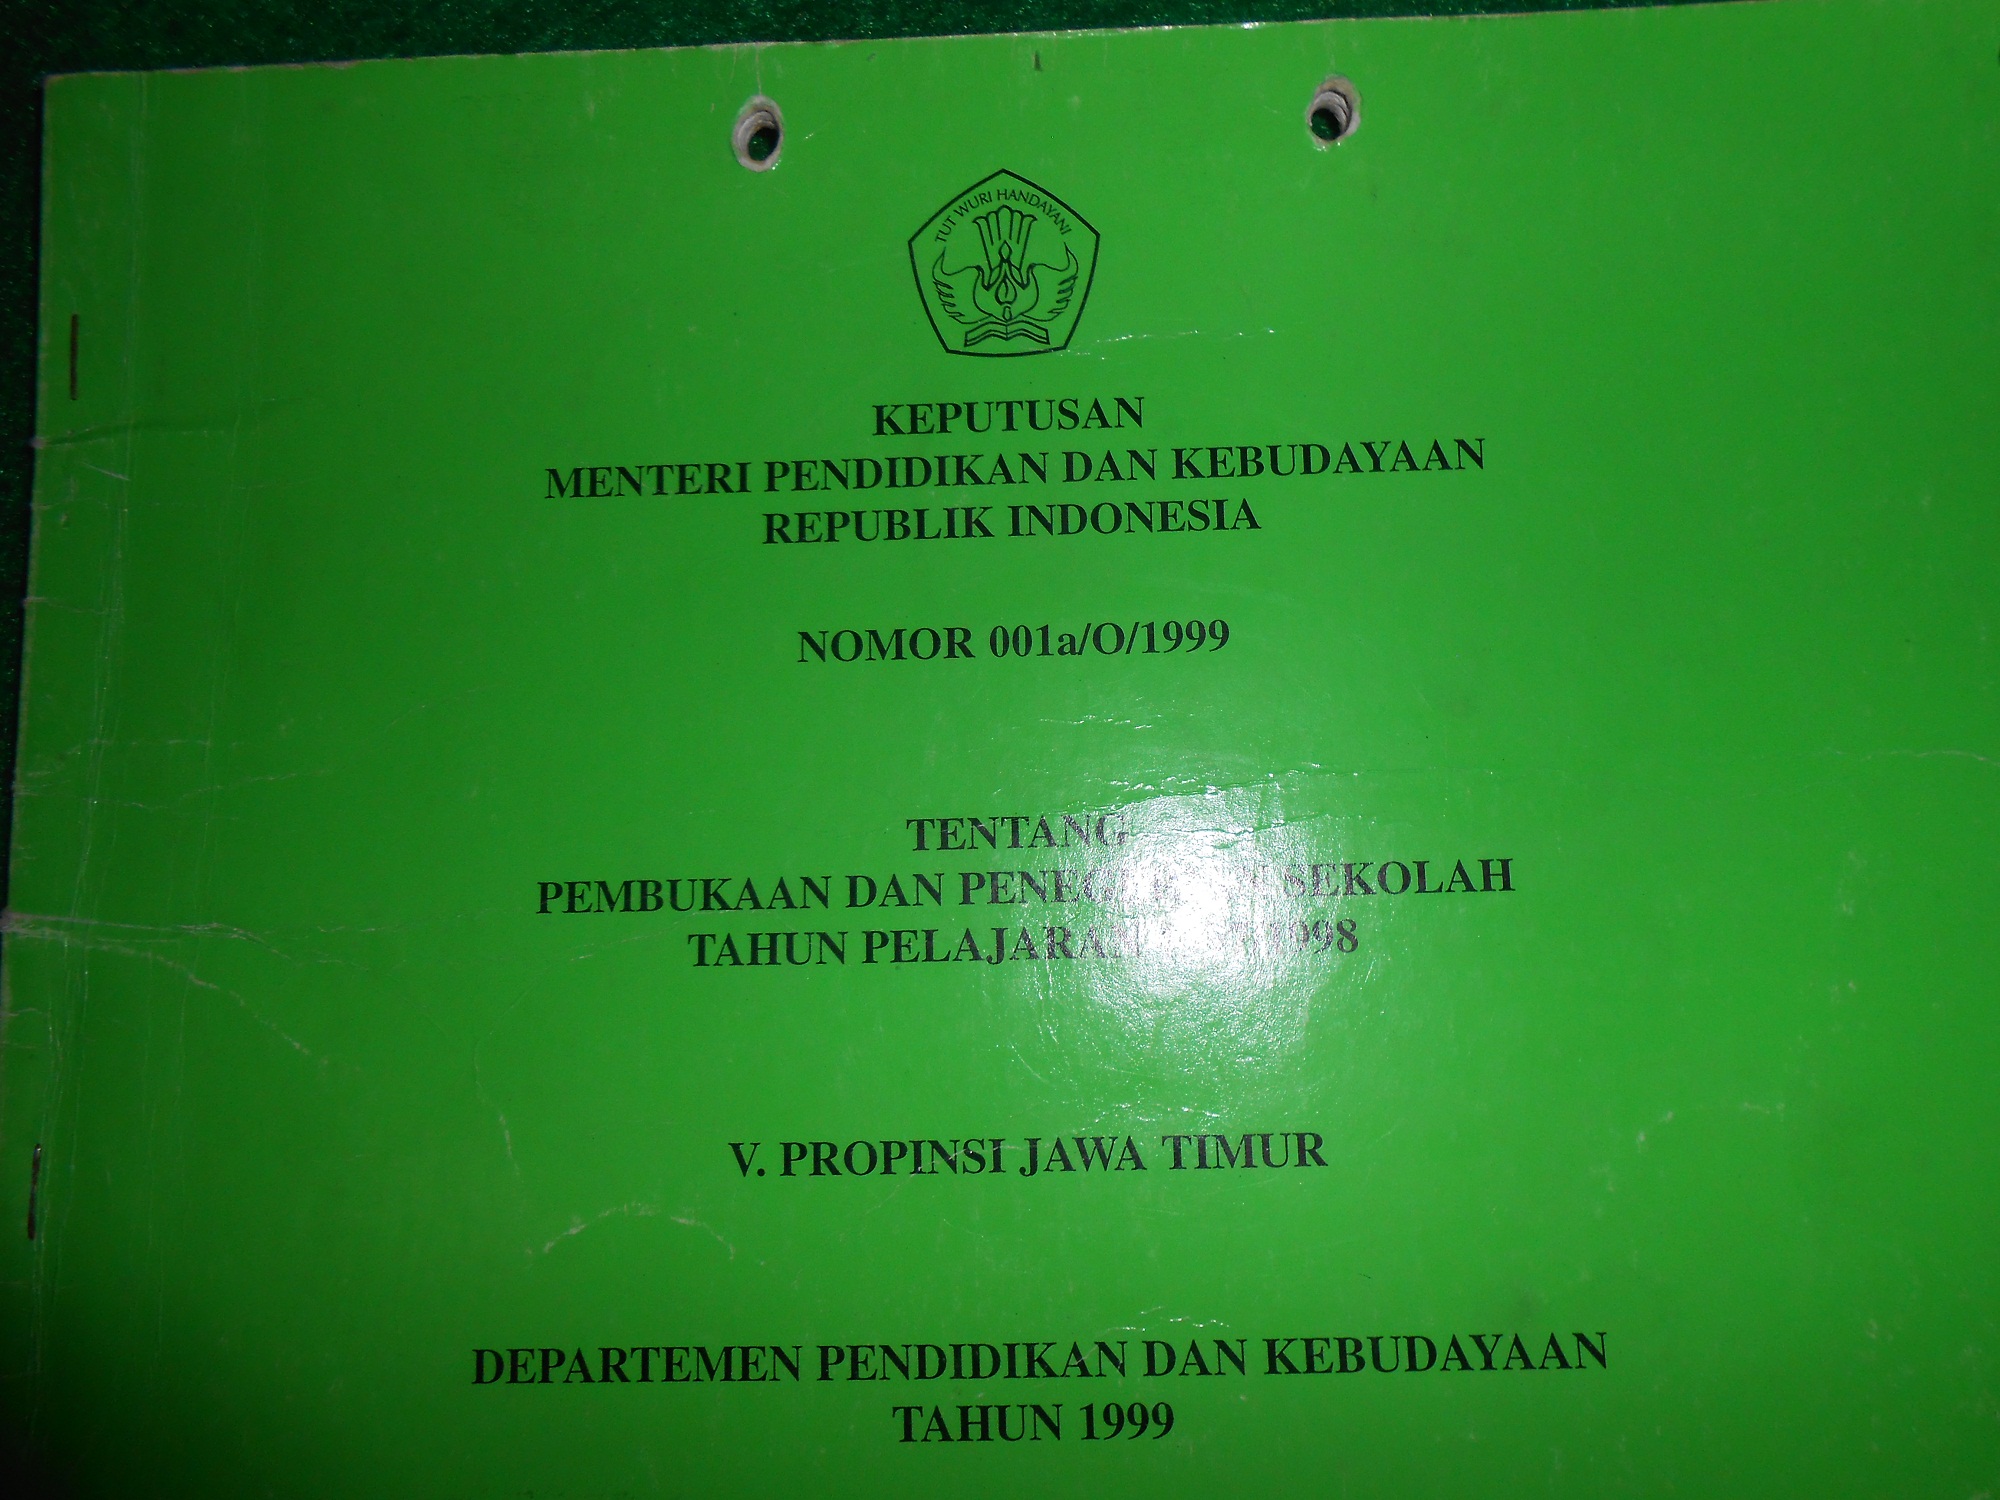 TUT WURI HANDAYANI
KEPUTUSAN
MENTERI PENDIDIKAN DAN KEBUDAYAAN
REPUBLIK INDONESIA
NOMOR 001a/O/1999
TENTANG
PEMBUKAAN DAN SEKOLAH
TAHUN PELAJARAN
V. PROPINSI JAWA TIMUR
DEPARTEMEN PENDIDIKAN DAN KEBUDAYAAN
TAHUN 1999